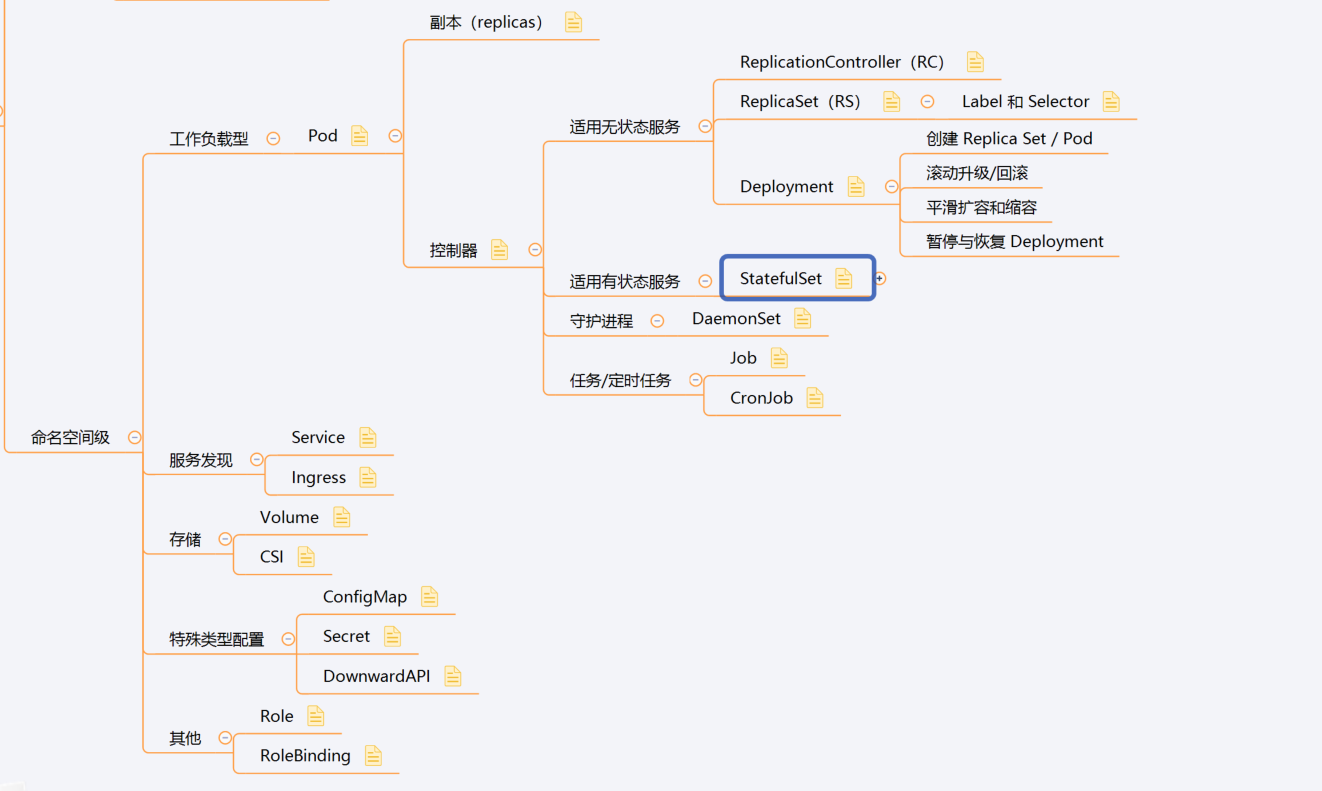 副本（replicas）
ReplicationController（RC）
ReplicaSet（RS）
Label 和 Selector
适用无状态服务
工作负载型
Pod
创建 Replica Set / Pod
滚动升级/回滚
Deployment
平滑扩容和缩容
暂停与恢复 Deployment
控制器
适用有状态服务
StatefulSet
守护进程
DaemonSet
Job
任务/定时任务
CronJob
命名空间级
Service
服务发现
Ingress
Volume
存储
CSI
ConfigMap
特殊类型配置
Secret
DownwardAPI
Role
其他
RoleBinding